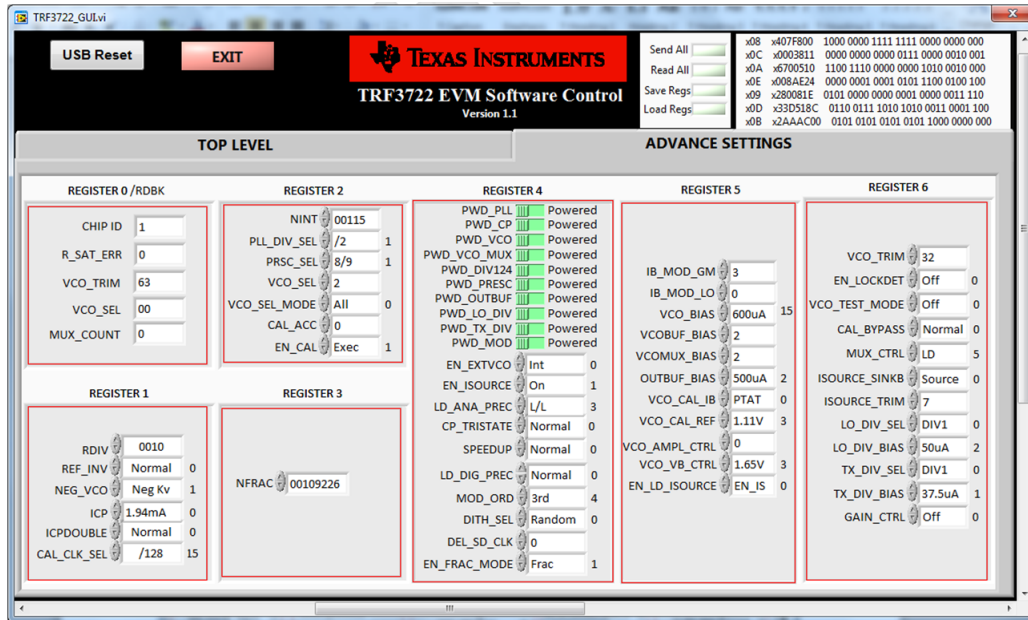 TRF3722_GUI.vi
USB Reset
EXIT
TEXAS INSTRUMENTS
TRF3722 EVM Software Control
Version 1.1
Send All
Read All
Save Regs
Load Regs
x08 x407F800 1000 0000 1111 1111 0000 0000 000
x0C x0003811 0000 0000 0000 0111 0000 0010 001
x0A x6700510 1100 1110 0000 0000 1010 0010 000
x0E x008AE24 0000 0001 0001 0101 1100 0100 100
x09 x280081E 0101 0000 0000 0001 0000 0011 110
x0D x33D518C 0110 0111 1010 1010 0011 0001 100
x0B x2AAAC00 0101 0101 0101 0101 1000 0000 000
TOP LEVEL
ADVANCE SETTINGS
REGISTER 0 /RDBK
CHIP ID 1
R_SAT_ERR 0
VCO_TRIM 63
VCO_SEL 00
MUX_COUNT 0
REGISTER 1
RDIV 0010
REF_INV Normal 0
NEG_VCO Neg Kv 1
ICP 1.94mA 0
ICPDOUBLE Normal 0
CAL_CLK_SEL /128 15
REGISTER 2
NINT 00115
PLL_DIV_SEL /2 1
PRSC_SEL 8/9 1
VCO_SEL 2
VCO_SEL_MODE All 0
CAL_ACC 0
EN_CAL Exec 1
REGISTER 3
NFRAC 00109226
REGISTER 4
PWD_PLL Powered
PWD_CP Powered
PWD_VCO Powered
PWD_VCO_MUX Powered
PWD_DIV124 Powered
PWD_PRESC Powered
PWD_OUTBUF Powered
PWD_LO_DIV Powered
PWD_TX_DIV Powered
PWD_MOD Powered
EN_EXTVCO Int 0
EN_ISOURCE On 1
LD_ANA_PREC L/L 3
CP_TRISTATE Normal 0
SPEEDUP Normal 0
LD_DIG_PREC Normal 0
MOD_ORD 3rd 4
DITH_SEL Random 0
DEL_SD_CLK 0
EN_FRAC_MODE Frac 1
REGISTER 5
IB_MOD_GM 3
IB_MOD_LO 0
VCO_BIAS 600uA 15
VCOBUF_BIAS 2
VCOMUX_BIAS 2
OUTBUF_BIAS 500uA 2
VCO_CAL_IB PTAT 0
VCO_CAL_REF 1.11V 3
VCO_AMPL_CTRL 0
VCO_VB_CTRL 1.65V 3
EN_LD_ISOURCE EN_IS 0
REGISTER 6
VCO_TRIM 32
EN_LOCKDET Off 0
VCO_TEST_MODE Off 0
CAL_BYPASS Normal 0
MUX_CTRL LD 5
ISOURCE_SINKB Source 0
ISOURCE_TRIM 7
LO_DIV_SEL DIV1 0
LO_DIV_BIAS 50uA 2
TX_DIV_SEL DIV1 0
TX_DIV_BIAS 37.5uA 1
GAIN_CTRL Off 0